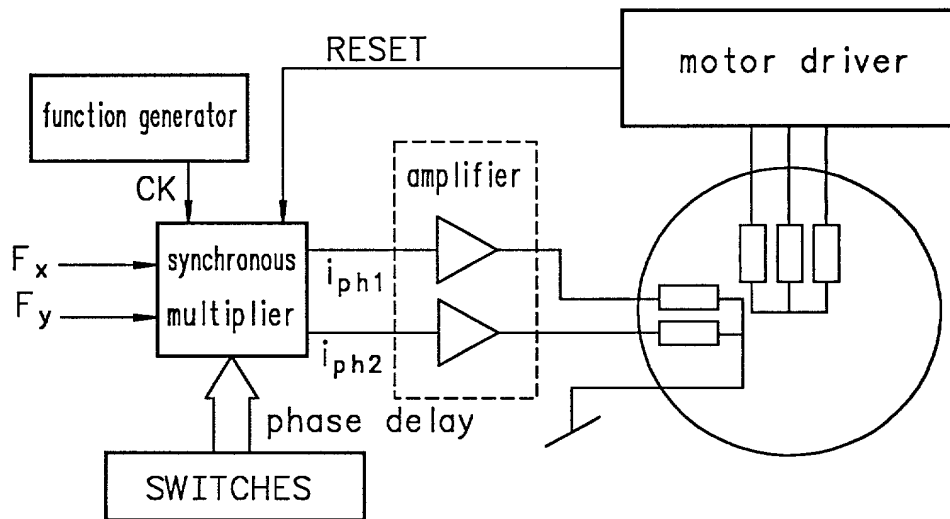 RESET
motor driver
function generator
CK
amplifier
F x
F y
synchronous
multiplier
i ph1
i ph2
phase delay
SWITCHES